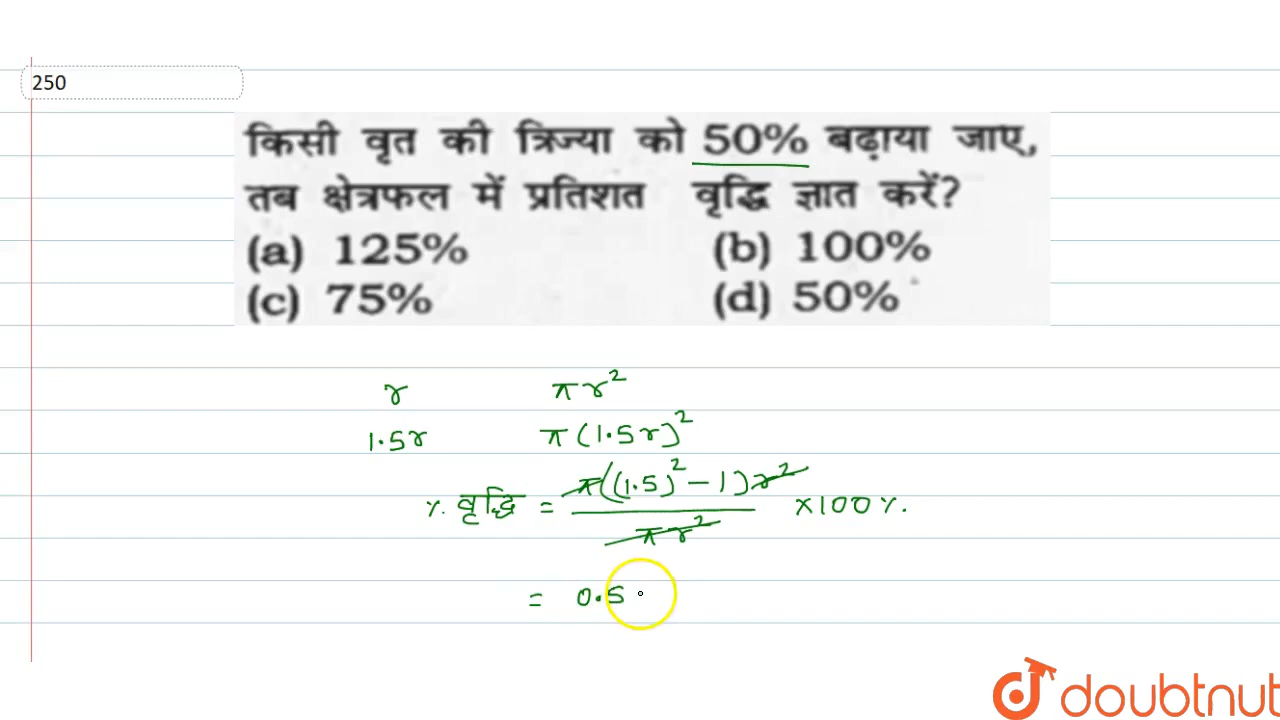 250
किसी वृत की त्रिज्या को 50% बढ़ाया जाए,
तब क्षेत्रफल में प्रतिशत वृद्धि ज्ञात करें?
(a) 125% (b) 100%
(c) 75% (d) 50%
r πr²
1.5r π(1.5r)²
% वृद्धि = π((1.5)² - 1)r² / πr² × 100%
= 0.5
doubtnut